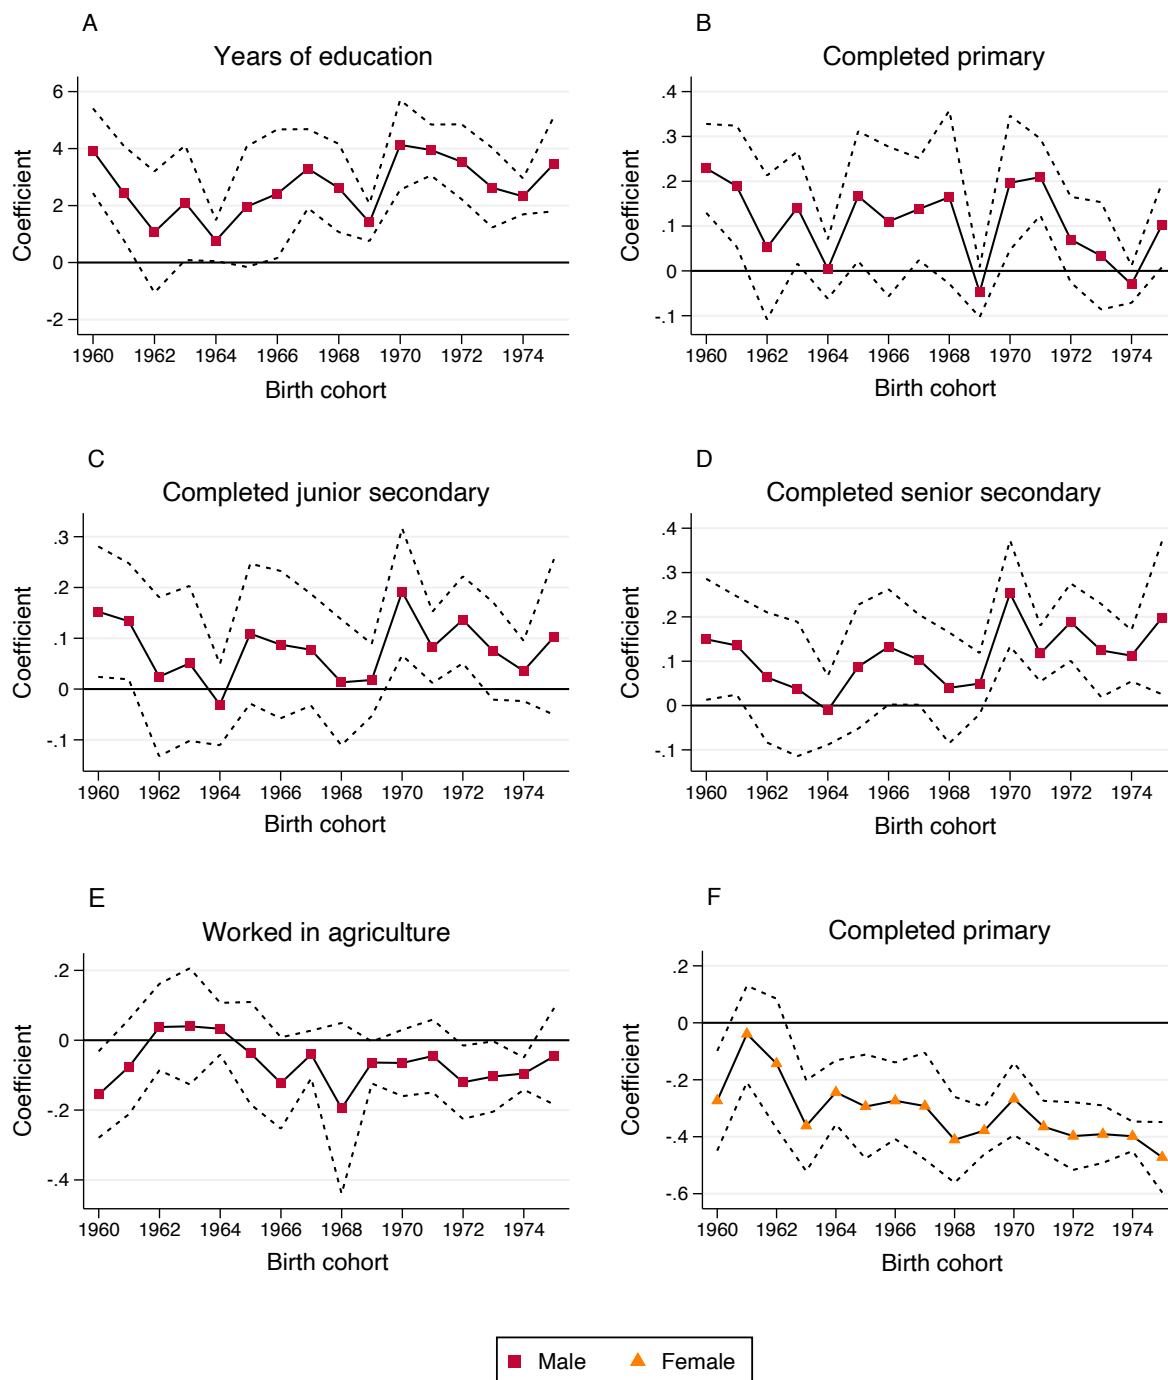 A
Years of education
6
4
2
0
-2
Coefficient
1960 1962 1964 1966 1968 1970 1972 1974
Birth cohort
B
Completed primary
.4
.3
.2
.1
0
-.1
Coefficient
1960 1962 1964 1966 1968 1970 1972 1974
Birth cohort
C
Completed junior secondary
.3
.2
.1
0
-.1
Coefficient
1960 1962 1964 1966 1968 1970 1972 1974
Birth cohort
D
Completed senior secondary
.4
.3
.2
.1
0
-.1
Coefficient
1960 1962 1964 1966 1968 1970 1972 1974
Birth cohort
E
Worked in agriculture
.2
0
-.2
-.4
Coefficient
1960 1962 1964 1966 1968 1970 1972 1974
Birth cohort
F
Completed primary
.2
0
-.2
-.4
-.6
Coefficient
1960 1962 1964 1966 1968 1970 1972 1974
Birth cohort
Male Female